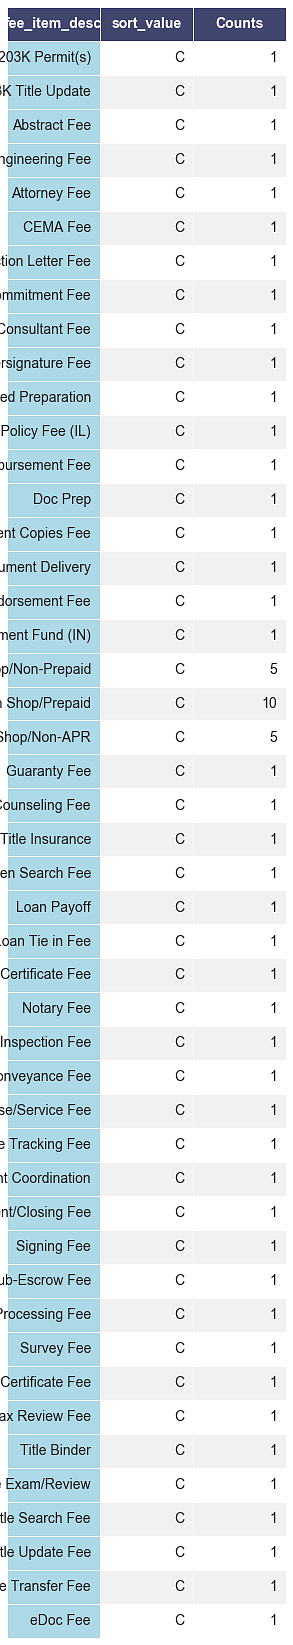 fee_item_desc sort_value Counts
203K Permit(s) C 1
3K Title Update C 1
Abstract Fee C 1
ngineering Fee C 1
Attorney Fee C 1
CEMA Fee C 1
ction Letter Fee C 1
ommitment Fee C 1
Consultant Fee C 1
ersignature Fee C 1
ed Preparation C 1
Policy Fee (IL) C 1
bursement Fee C 1
Doc Prep C 1
ent Copies Fee C 1
ument Delivery C 1
dorsement Fee C 1
ment Fund (IN) C 1
op/Non-Prepaid C 5
n Shop/Prepaid C 10
Shop/Non-APR C 5
Guaranty Fee C 1
Counseling Fee C 1
Title Insurance C 1
en Search Fee C 1
Loan Payoff C 1
Loan Tie in Fee C 1
Certificate Fee C 1
Notary Fee C 1
Inspection Fee C 1
onveyance Fee C 1
se/Service Fee C 1
e Tracking Fee C 1
nt Coordination C 1
ent/Closing Fee C 1
Signing Fee C 1
ub-Escrow Fee C 1
Processing Fee C 1
Survey Fee C 1
Certificate Fee C 1
ax Review Fee C 1
Title Binder C 1
e Exam/Review C 1
tle Search Fee C 1
tle Update Fee C 1
e Transfer Fee C 1
eDoc Fee C 1